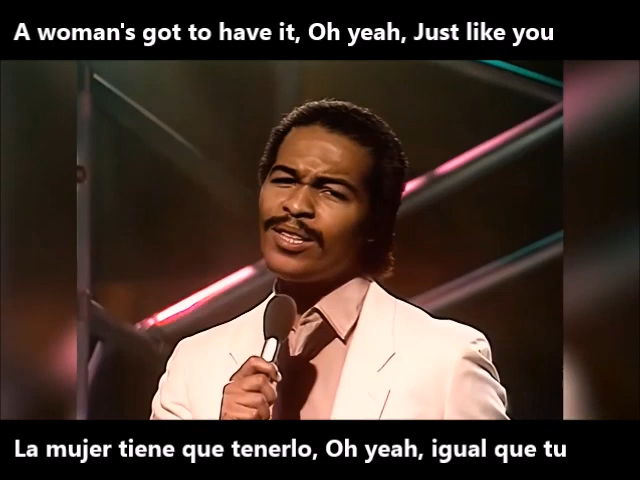 A woman's got to have it, Oh yeah, Just like you
La mujer tiene que tenerlo, Oh yeah, igual que tu